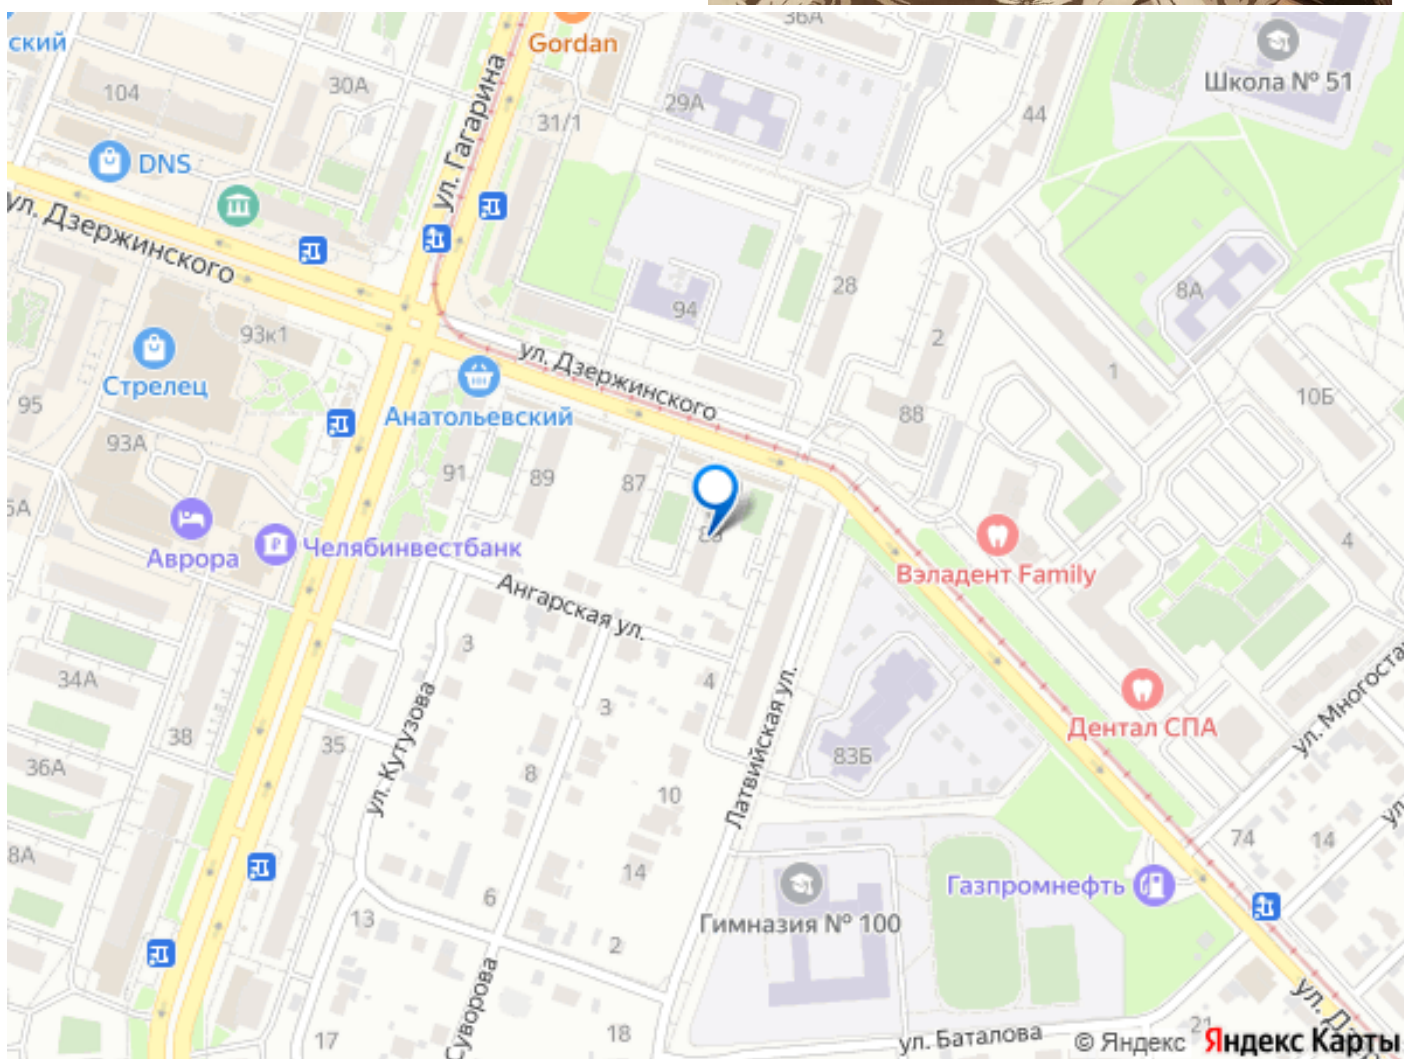 ский
Gordan
36А
Школа № 51
104
30А
ул. Гагарина
31/1
29А
44
DNS
ул. Дзержинского
93к1
94
28
8А
Стрелец
ул. Дзержинского
2
1
95
Анатольевский
88
10Б
93А
91
89
87
4
Аврора
Челябинвестбанк
Вэладент Family
Ангарская ул.
3
34А
4
3
Дентал СПА
ул. Многоста
38
35
36А
ул. Кутузова
8
10
Латвийская ул.
83Б
74
14
ул
8А
14
6
13
Гимназия № 100
Газпромнефть
2
Суворова
17
18
ул. Баталова
21
ул. Дз
© Яндекс Яндекс Карты